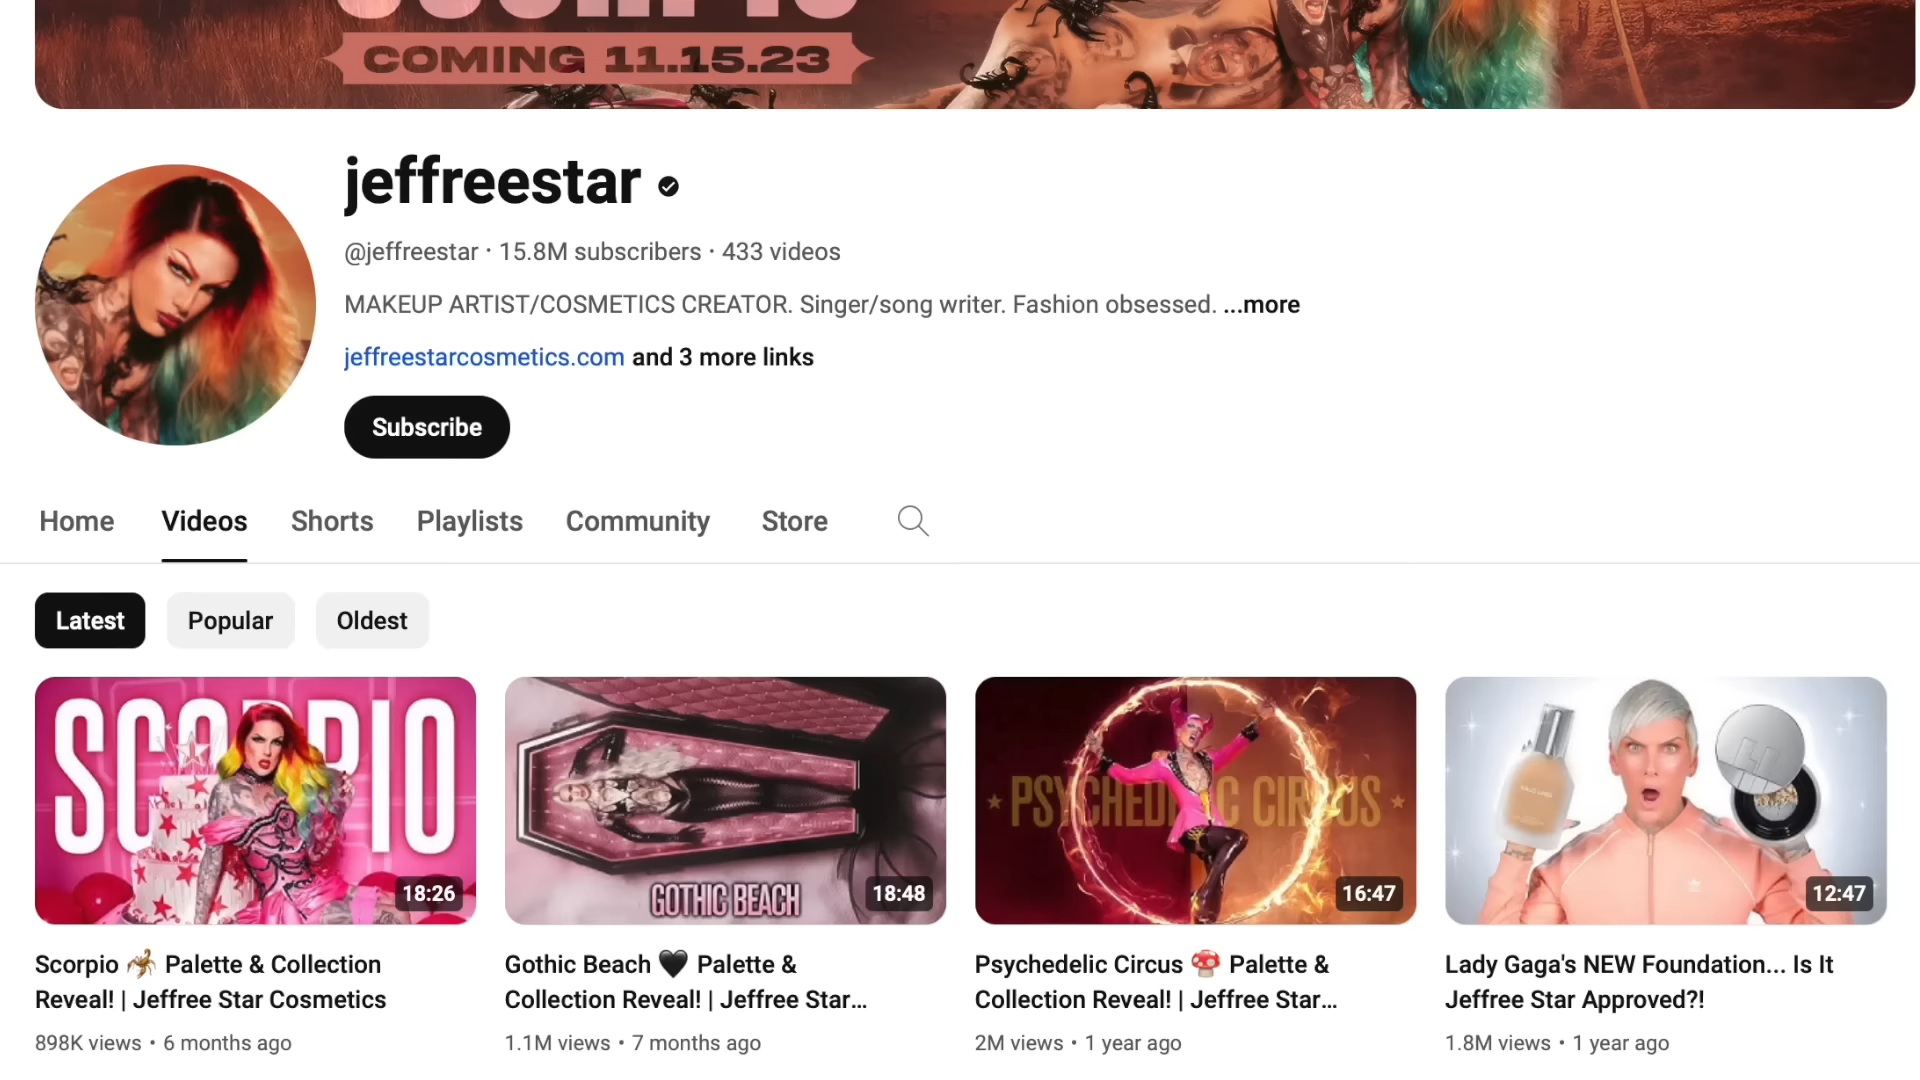 COMING 11.15.23
jeffreestar
@jeffreestar · 15.8M subscribers · 433 videos
MAKEUP ARTIST/COSMETICS CREATOR. Singer/song writer. Fashion obsessed. ...more
jeffreestarcosmetics.com and 3 more links
Subscribe
Home Videos Shorts Playlists Community Store
Latest Popular Oldest
SCORPIO
18:26
GOTHIC BEACH
18:48
PSYCHEDELIC CIRCUS
16:47
12:47
Scorpio 🦂 Palette & Collection
Reveal! | Jeffree Star Cosmetics
898K views • 6 months ago
Gothic Beach 🖤 Palette &
Collection Reveal! | Jeffree Star...
1.1M views • 7 months ago
Psychedelic Circus 🍄 Palette &
Collection Reveal! | Jeffree Star...
2M views • 1 year ago
Lady Gaga's NEW Foundation... Is It
Jeffree Star Approved?!
1.8M views • 1 year ago